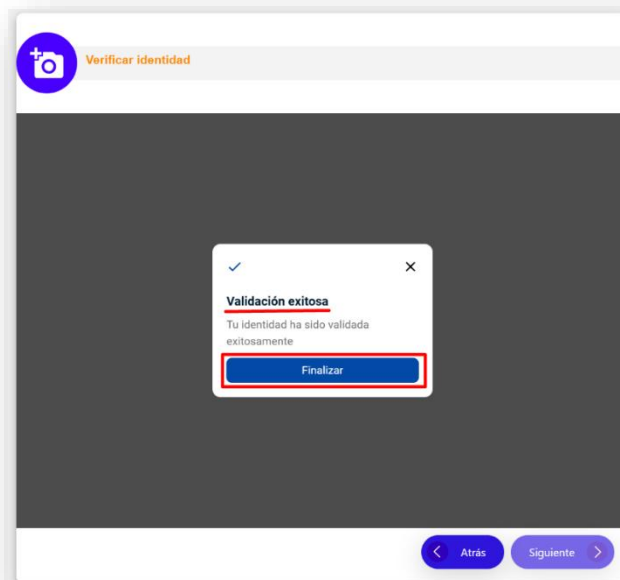 Verificar identidad
Validación exitosa
Tu identidad ha sido validada
exitosamente
Finalizar
Atrás
Siguiente